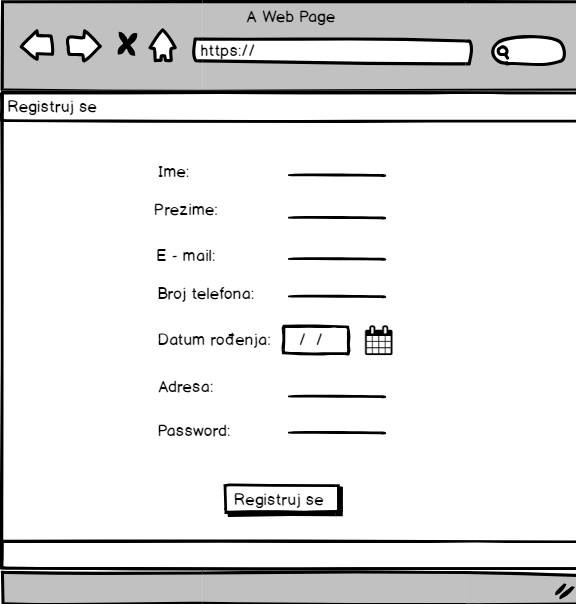 A Web Page
https://
Registruj se
Ime:
Prezime:
E - mail:
Broj telefona:
Datum rođenja: / /
Adresa:
Password:
Registruj se